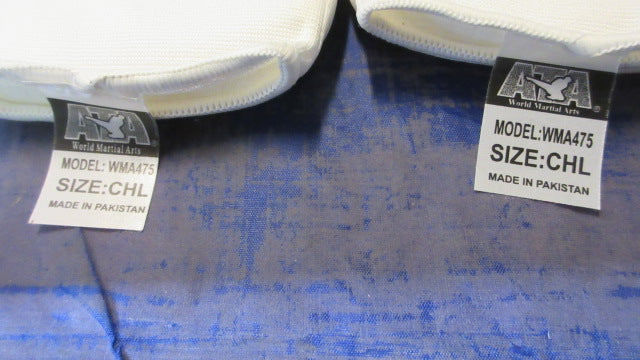 ATA
World Martial Arts
MODEL:WMA475
SIZE:CHL
MADE IN PAKISTAN
ATA
World Martial Arts
®
MODEL:WMA475
SIZE:CHL
MADE IN PAKISTAN